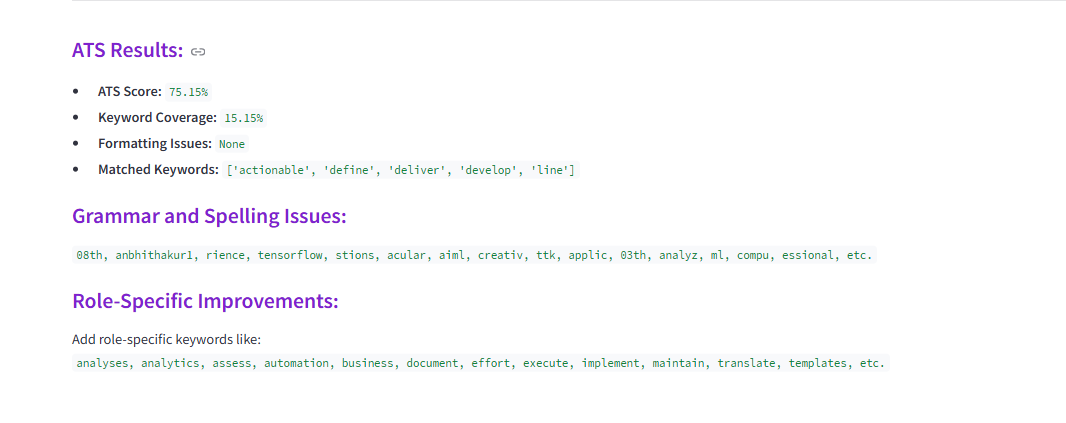 ATS Results:
• ATS Score: 75.15%
• Keyword Coverage: 15.15%
• Formatting Issues: None
• Matched Keywords: ['actionable', 'define', 'deliver', 'develop', 'line']
Grammar and Spelling Issues:
08th, anbhithakur1, rience, tensorflow, stions, acular, aiml, creativ, ttk, applic, 03th, analyz, ml, compu, essional, etc.
Role-Specific Improvements:
Add role-specific keywords like:
analyses, analytics, assess, automation, business, document, effort, execute, implement, maintain, translate, templates, etc.